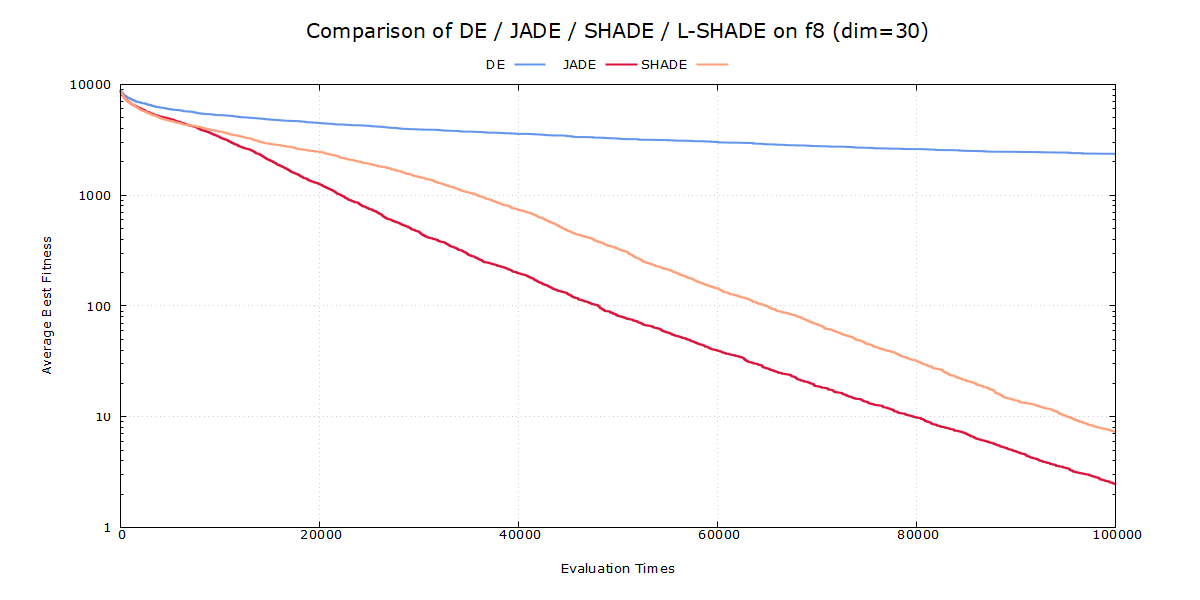 Comparison of DE / JADE / SHADE / L-SHADE on f8 (dim=30)
DE JADE SHADE
10000
1000
100
10
1
Average Best Fitness
0 20000 40000 60000 80000 100000
Evaluation Times